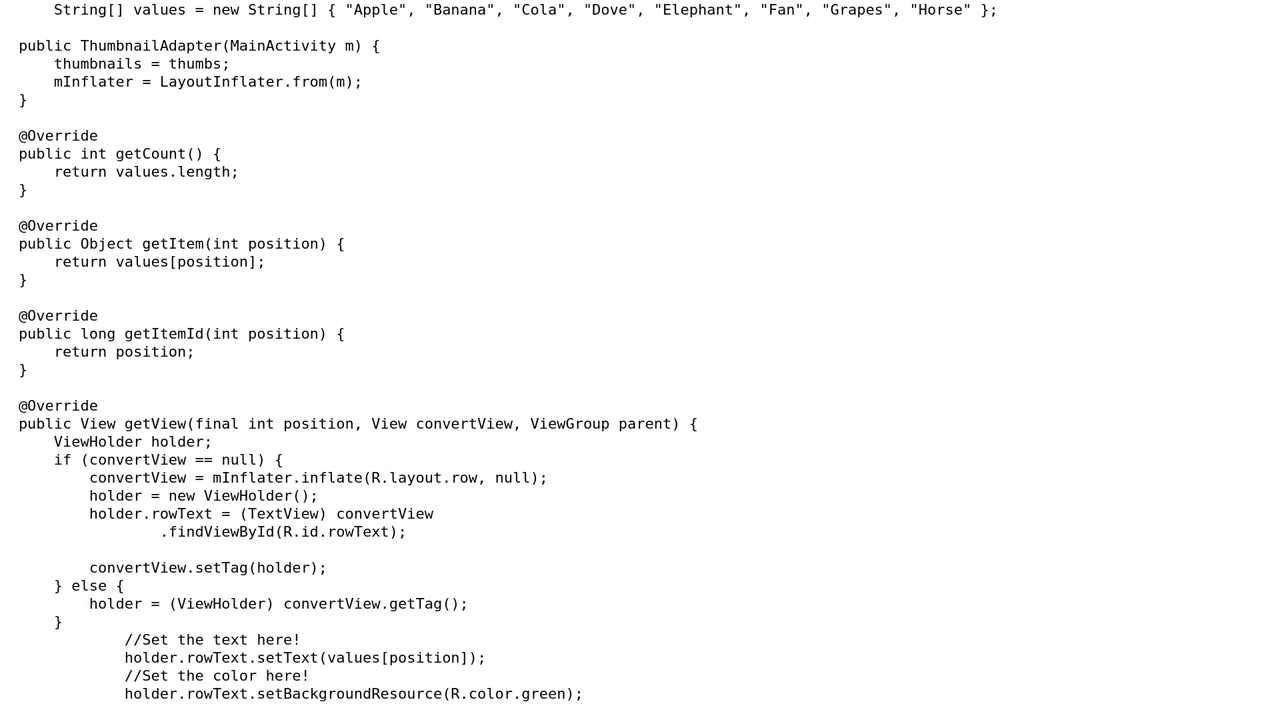 String[] values = new String[] { "Apple", "Banana", "Cola", "Dove", "Elephant", "Fan", "Grapes", "Horse" };

public ThumbnailAdapter(MainActivity m) {
    thumbnails = thumbs;
    mInflater = LayoutInflater.from(m);
}

@Override
public int getCount() {
    return values.length;
}

@Override
public Object getItem(int position) {
    return values[position];
}

@Override
public long getItemId(int position) {
    return position;
}

@Override
public View getView(final int position, View convertView, ViewGroup parent) {
    ViewHolder holder;
    if (convertView == null) {
        convertView = mInflater.inflate(R.layout.row, null);
        holder = new ViewHolder();
        holder.rowText = (TextView) convertView
                .findViewById(R.id.rowText);

        convertView.setTag(holder);
    } else {
        holder = (ViewHolder) convertView.getTag();
    }
            //Set the text here!
            holder.rowText.setText(values[position]);
            //Set the color here!
            holder.rowText.setBackgroundResource(R.color.green);